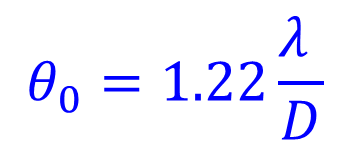 θ₀ = 1.22 λ/D